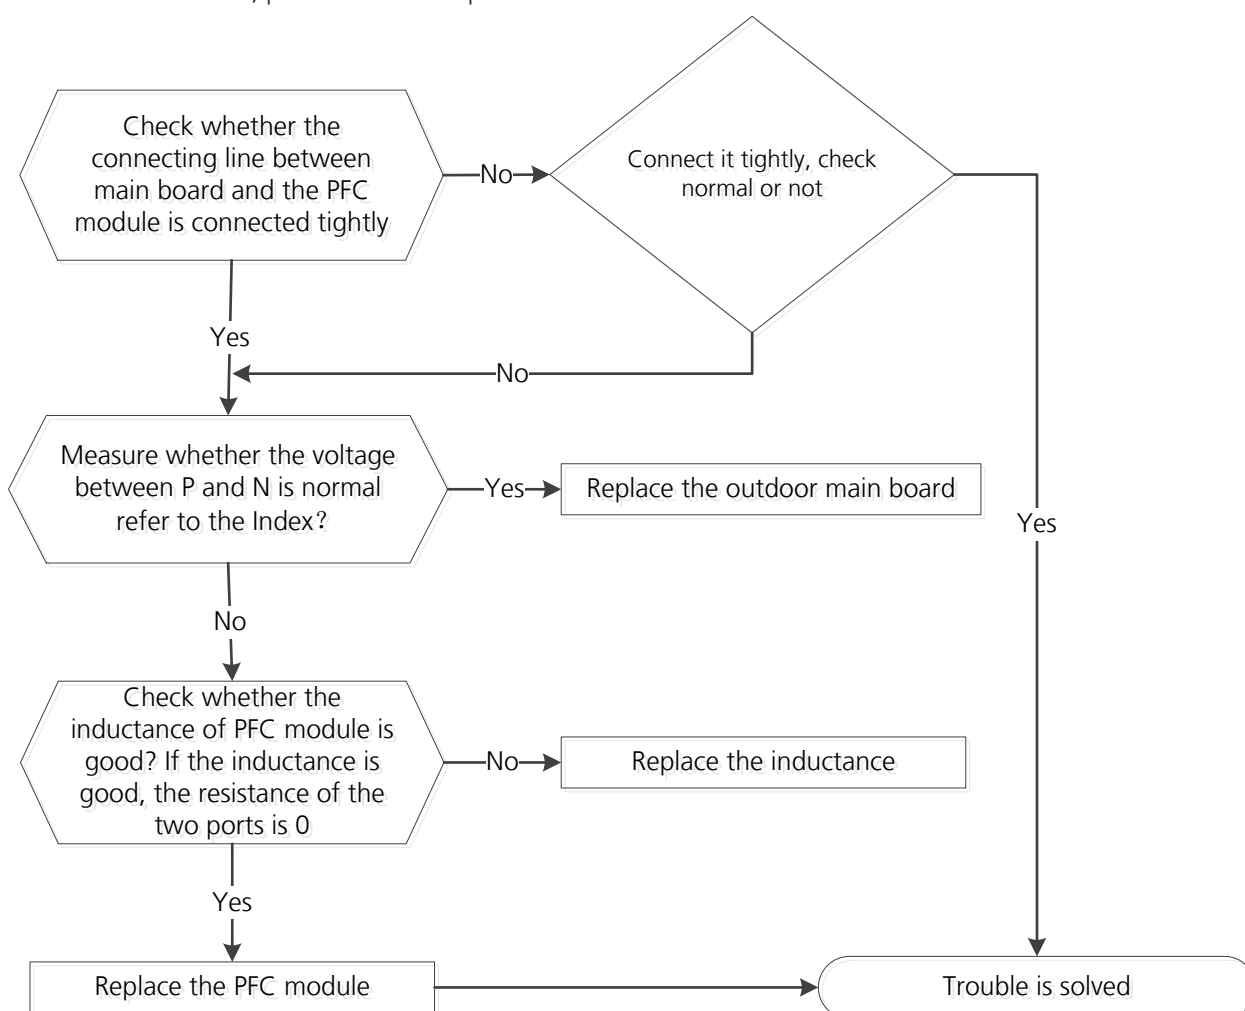 Check whether the
connecting line between
main board and the PFC
module is connected tightly
No
Connect it tightly, check
normal or not
Yes
No
Measure whether the voltage
between P and N is normal
refer to the Index?
Yes
Replace the outdoor main board
Yes
No
Check whether the
inductance of PFC module is
good? If the inductance is
good, the resistance of the
two ports is 0
No
Replace the inductance
Yes
Replace the PFC module
Trouble is solved